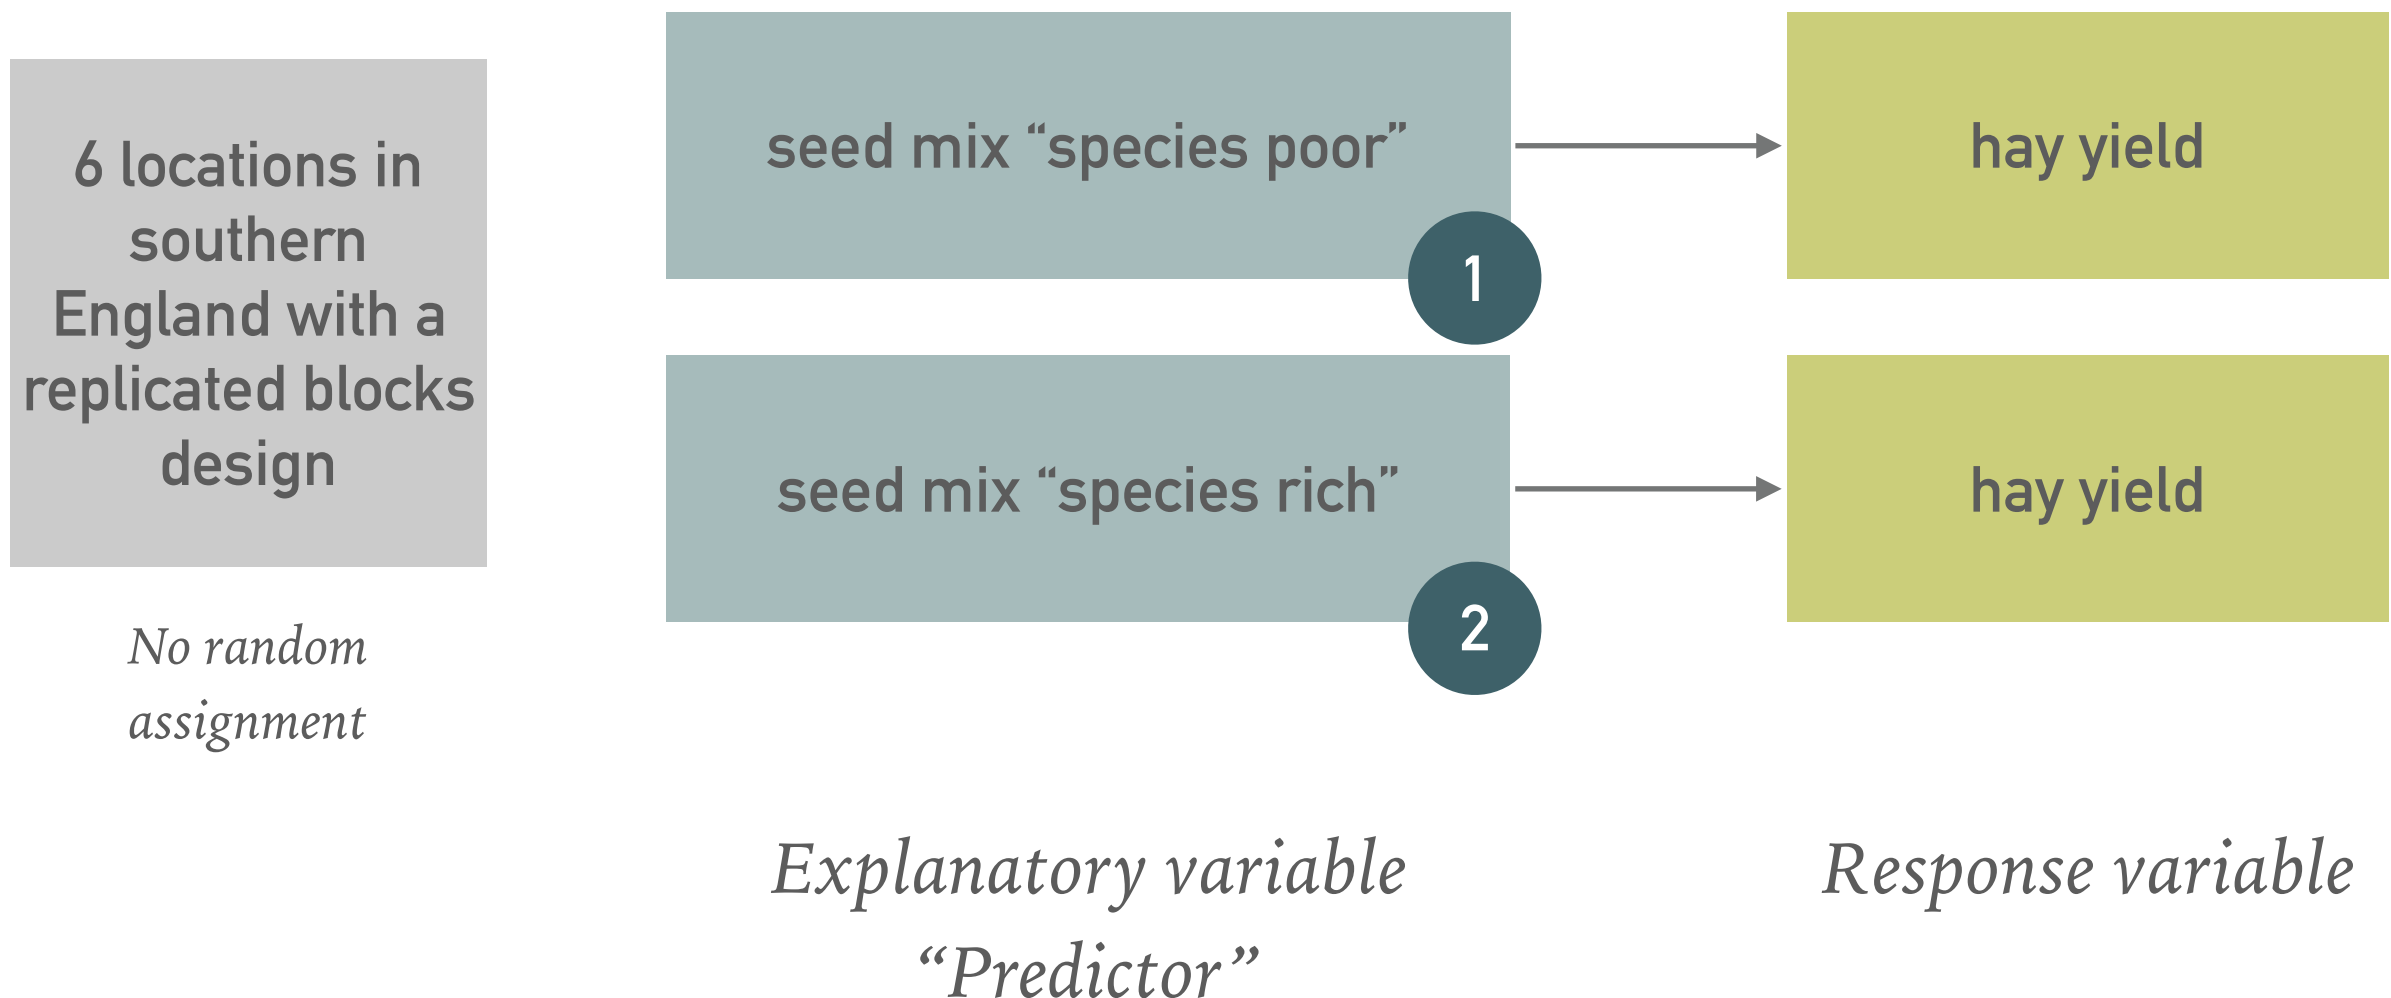 6 locations in
southern
England with a
replicated blocks
design
No random
assignment
seed mix “species poor”
1
hay yield
seed mix “species rich”
2
hay yield
Explanatory variable
“Predictor”
Response variable